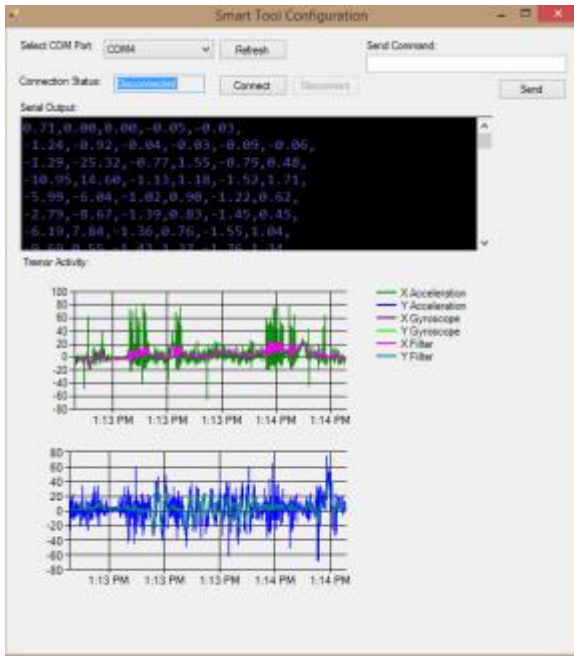 Smart Tool Configuration
Select COM Port: COM4 Refresh Send Command:
Connection Status: Disconnected Connect Disconnect Send
Serial Output:
0.71,0.00,0.00,-0.05,-0.03,
-1.24,-0.92,-0.04,-0.03,-0.09,-0.06,
-1.29,-25.32,-0.77,1.55,-0.75,0.48,
-10.95,14.60,-1.13,1.18,-1.52,1.71,
-5.99,-6.04,-1.02,0.90,-1.22,0.62,
-2.79,-8.67,-1.39,0.83,-1.45,0.45,
-6.19,7.84,-1.36,0.76,-1.55,1.04,
Tremor Activity:
100
80
60
40
20
0
-20
-40
-60
-80
1:13 PM 1:13 PM 1:13 PM 1:14 PM 1:14 PM
X Acceleration
Y Acceleration
X Gyroscope
Y Gyroscope
X Filter
Y Filter
80
60
40
20
0
-20
-40
-60
-80
1:13 PM 1:13 PM 1:13 PM 1:14 PM 1:14 PM